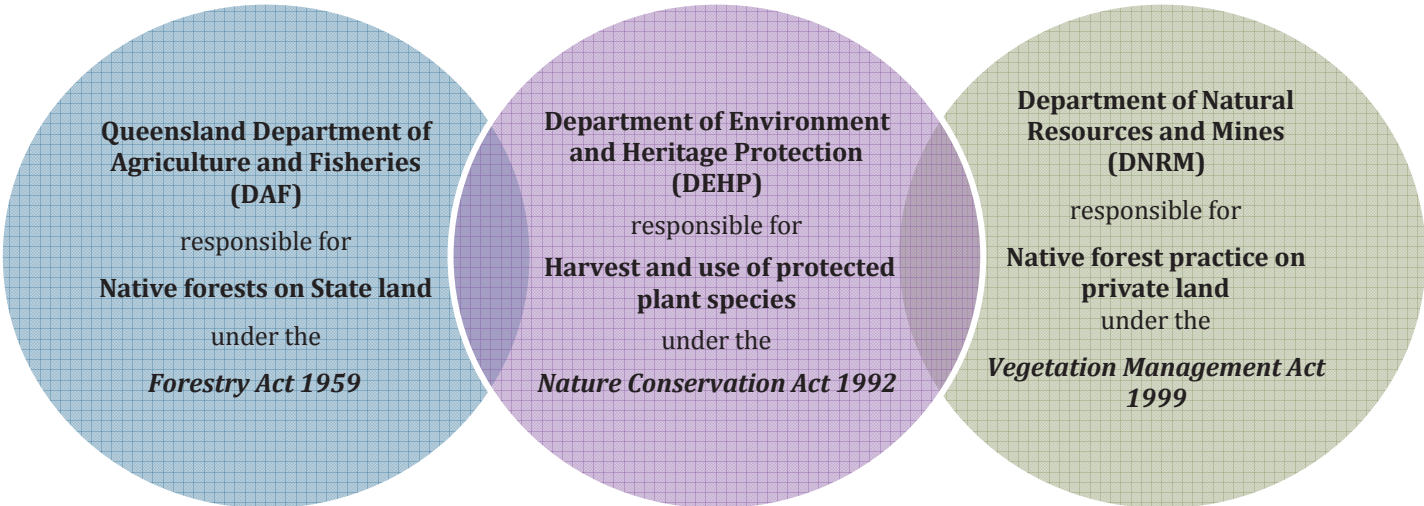 Queensland Department of
Agriculture and Fisheries
(DAF)
responsible for
Native forests on State land
under the
Forestry Act 1959
Department of Environment
and Heritage Protection
(DEHP)
responsible for
Harvest and use of protected
plant species
under the
Nature Conservation Act 1992
Department of Natural
Resources and Mines
(DNRM)
responsible for
Native forest practice on
private land
under the
Vegetation Management Act
1999